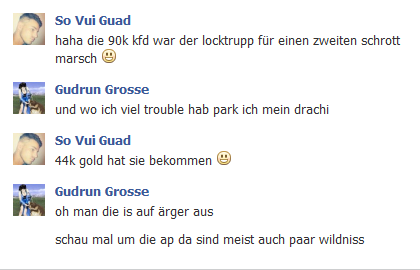 So Vui Guad
haha die 90k kfd war der locktrupp für einen zweiten schrott
marsch
Gudrun Grosse
und wo ich viel trouble hab park ich mein drachi
So Vui Guad
44k gold hat sie bekommen
Gudrun Grosse
oh man die is auf ärger aus
schau mal um die ap da sind meist auch paar wildniss